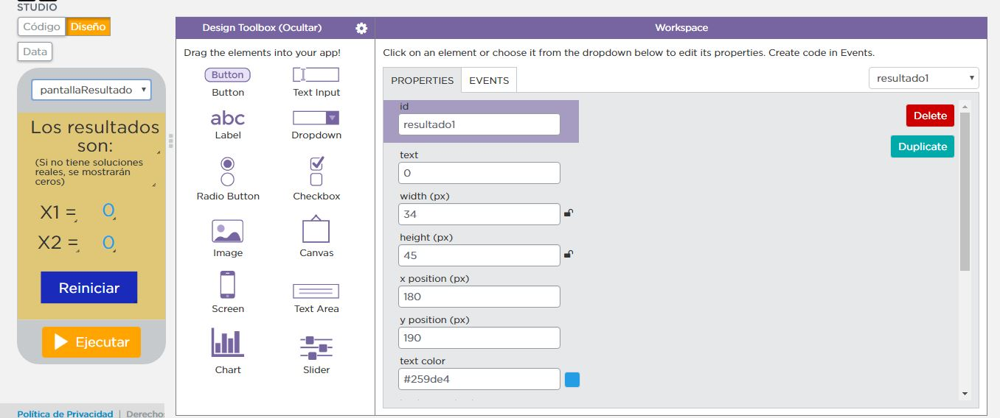 STUDIO
Código Diseño
Data
pantallaResultado
Los resultados
son:
(Si no tiene soluciones
reales, se mostrarán
ceros)
X1 = 0
X2 = 0
Reiniciar
Ejecutar
Política de Privacidad | Derechos
Design Toolbox (Ocultar)
Drag the elements into your app!
Button
Button
Text Input
abc
Label
Dropdown
Radio Button
Checkbox
Image
Canvas
Screen
Text Area
Chart
Slider
Workspace
Click on an element or choose it from the dropdown below to edit its properties. Create code in Events.
PROPERTIES EVENTS
resultado1
id
resultado1
Delete
Duplicate
text
0
width (px)
34
height (px)
45
x position (px)
180
y position (px)
190
text color
#259de4